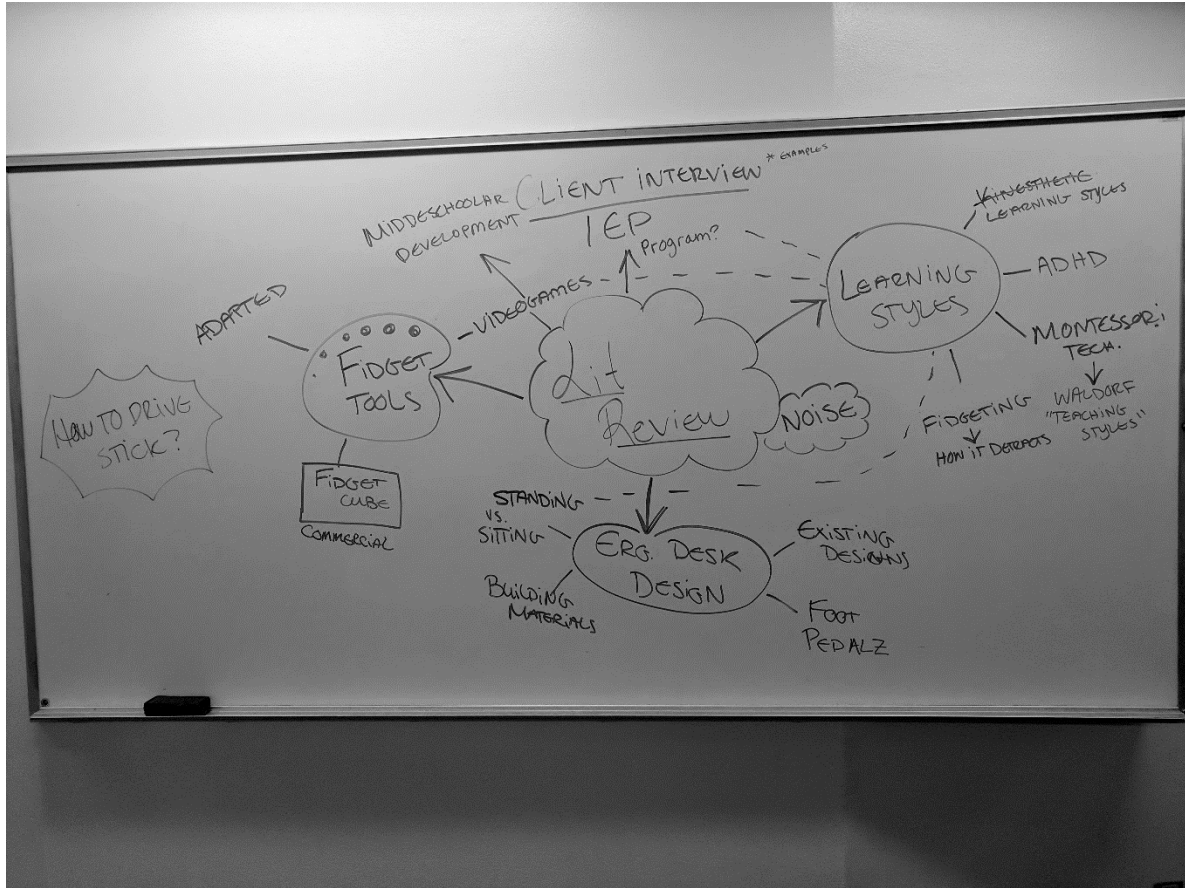 CLIENT INTERVIEW * EXAMPLES
MIDDESCHOOLAR
DEVELOPMENT
IEP
Program?
VIDEOGAMES
KINESTHETIC
LEARNING STYLES
LEARNING
STYLES
ADHD
MONTESSORI
TECH.
WALDORF
"TEACHING
STYLES"
FIDGETING
HOW IT DETRACTS
ADAPTED
FIDGET
TOOLS
Lit
Review
NOISE
HOW TO DRIVE
STICK?
FIDGET
CUBE
COMMERCIAL
STANDING
VS.
SITTING
ERG. DESK
DESIGN
EXISTING
DESIGNS
BUILDING
MATERIALS
FOOT
PEDALZ